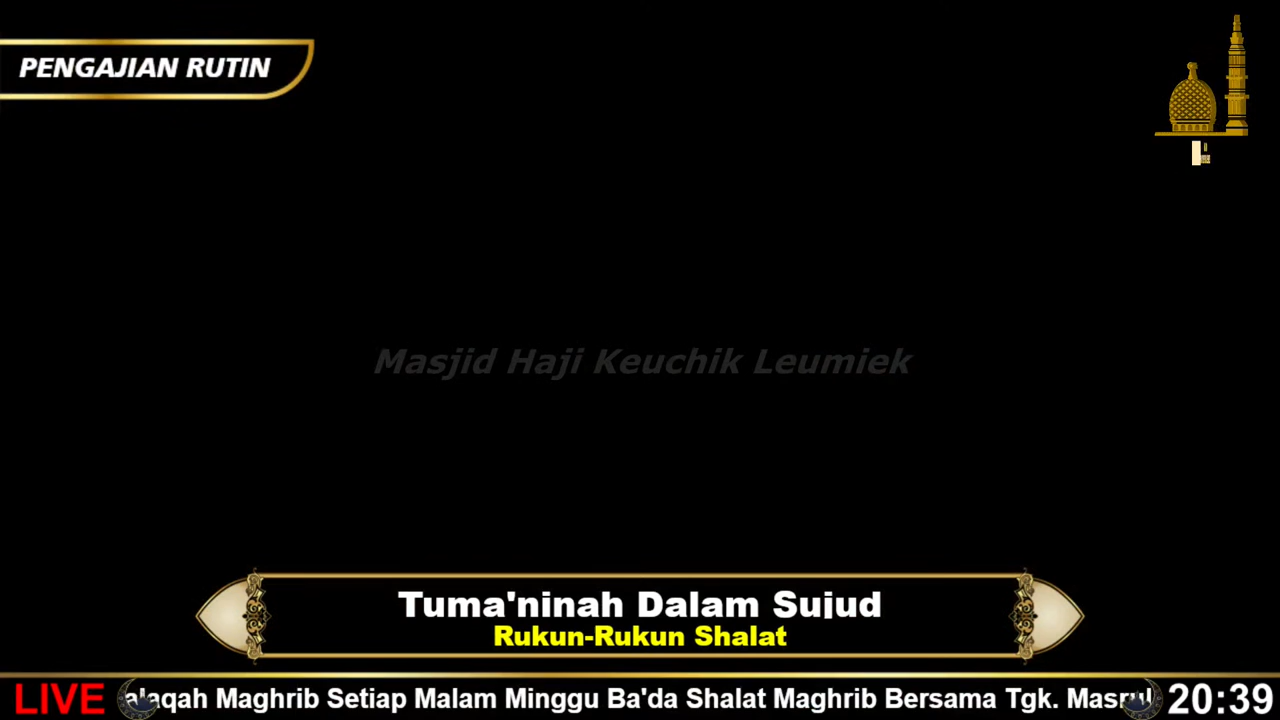 PENGAJIAN RUTIN
Masjid Haji Keuchik Leumiek
Tuma'ninah Dalam Sujud
Rukun-Rukun Shalat
LIVE alaqah Maghrib Setiap Malam Minggu Ba'da Shalat Maghrib Bersama Tgk. Masrul 20:39